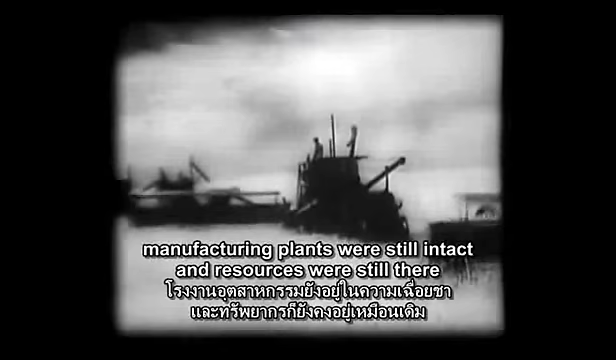 manufacturing plants were still intact
and resources were still there
โรงงานอุตสาหกรรมยังอยู่ในความเฉื่อยชา
และทรัพยากรก็ยังคงอยู่เหมือนเดิม